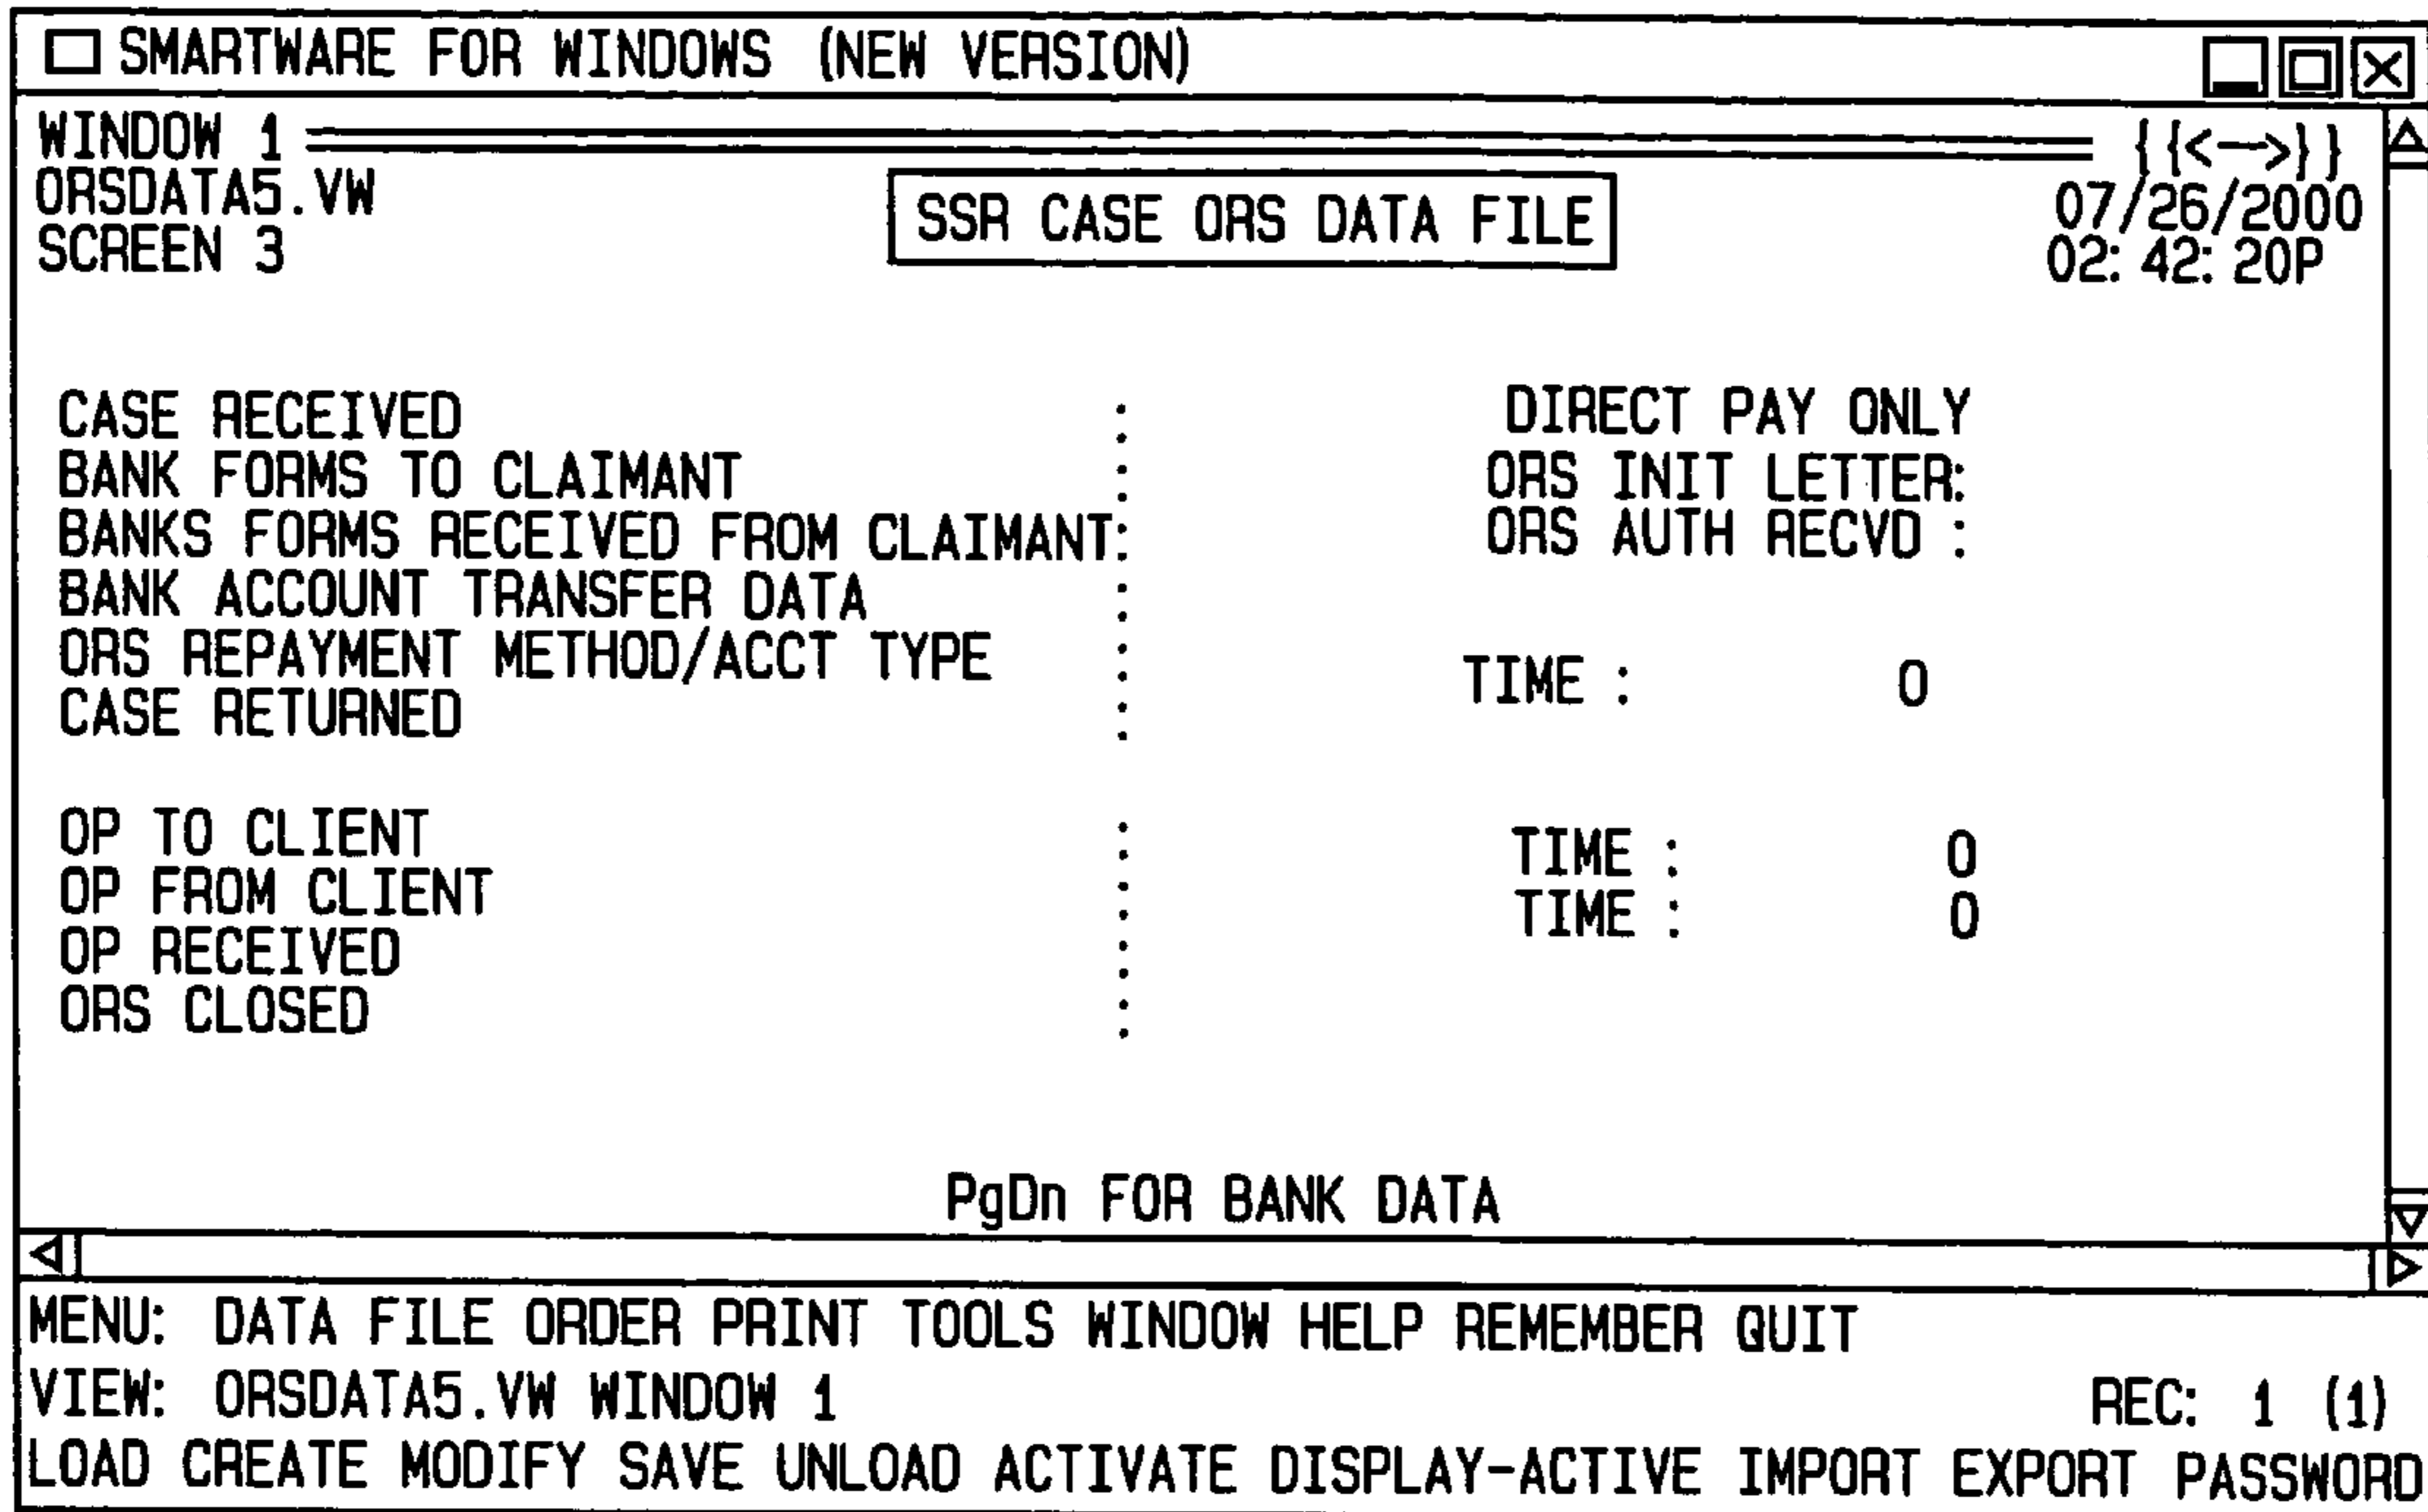 SMARTWARE FOR WINDOWS (NEW VERSION)
WINDOW 1 {{<-->}}
ORSDATA5.VW 07/26/2000
SCREEN 3 SSR CASE ORS DATA FILE 02:42:20P
CASE RECEIVED : DIRECT PAY ONLY
BANK FORMS TO CLAIMANT : ORS INIT LETTER:
BANKS FORMS RECEIVED FROM CLAIMANT: ORS AUTH RECVD :
BANK ACCOUNT TRANSFER DATA :
ORS REPAYMENT METHOD/ACCT TYPE : TIME : 0
CASE RETURNED :
OP TO CLIENT : TIME : 0
OP FROM CLIENT : TIME : 0
OP RECEIVED :
ORS CLOSED :
PgDn FOR BANK DATA
MENU: DATA FILE ORDER PRINT TOOLS WINDOW HELP REMEMBER QUIT
VIEW: ORSDATA5.VW WINDOW 1 REC: 1 (1)
LOAD CREATE MODIFY SAVE UNLOAD ACTIVATE DISPLAY-ACTIVE IMPORT EXPORT PASSWORD